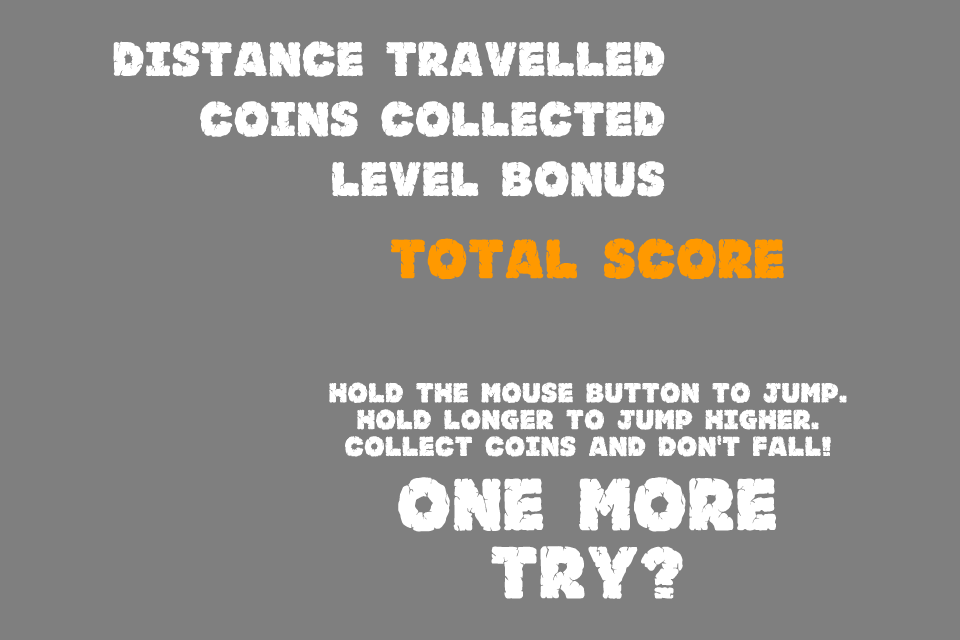 DISTANCE TRAVELLED
COINS COLLECTED
LEVEL BONUS
TOTAL SCORE
HOLD THE MOUSE BUTTON TO JUMP.
HOLD LONGER TO JUMP HIGHER.
COLLECT COINS AND DON'T FALL!
ONE MORE
TRY?